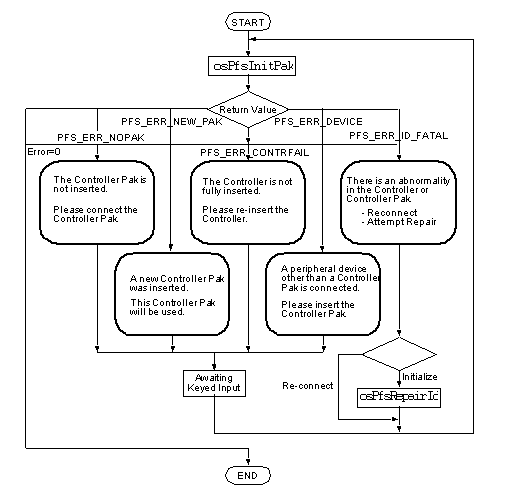 START
osPfsInitPak
Return Value
PFS_ERR_NEW_PAK
PFS_ERR_DEVICE
PFS_ERR_NOPAK
PFS_ERR_ID_FATAL
Error=0
PFS_ERR_CONTRFAIL
The Controller Pak is
not inserted.
Please connect the
Controller Pak.
The Controller is not
fully inserted.
Please re-insert the
Controller.
There is an abnormality
in the Controller or
Controller Pak.
- Reconnect
- Attempt Repair
A new Controller Pak
was inserted.
This Controller Pak
will be used.
A peripheral device
other than a Controller
Pak is connected.
Please insert the
Controller Pak.
Awaiting
Keyed Input
Re-connect
Initialize
osPfsRepairId
END